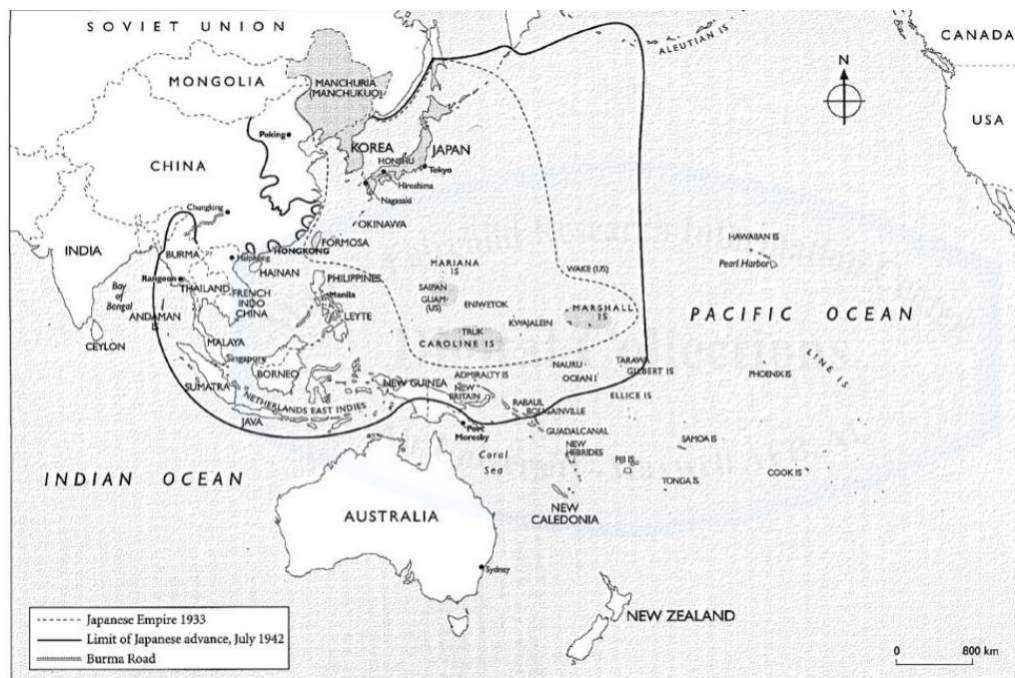 SOVIET UNION
ALEUTIAN IS
CANADA
MONGOLIA
MANCHURIA
(MANCHUKUO)
N
USA
Peking
KOREA
JAPAN
HONSHU
Tokyo
CHINA
Hiroshima
Nagasaki
Chungking
OKINAWA
INDIA
BURMA
FORMOSA
HONGKONG
HAWAIIAN IS
HAINAN
MARIANA
IS
WAKE (US)
Pearl Harbor
Rangoon
THAILAND
PHILIPPINES
SAIPAN
Bay
of
Bengal
FRENCH
INDO
CHINA
Manila
GUAM
(US)
ENIWETOK
MARSHALL
IS
ANDAMAN
IS
LEYTE
KWAJALEIN
PACIFIC OCEAN
CEYLON
MALAYA
TRUK
CAROLINE IS
Singapore
TARAWA
GILBERT IS
LINE IS
BORNEO
NAURU
OCEAN I
PHOENIX IS
SUMATRA
ADMIRALTY IS
NEW GUINEA
NEW
BRITAIN
ELLICE IS
NETHERLANDS EAST INDIES
RABAUL
BOUGAINVILLE
JAVA
Port
Moresby
GUADALCANAL
SAMOA IS
Coral
Sea
NEW
HEBRIDES
FIJI IS
COOK IS
TONGA IS
INDIAN OCEAN
NEW
CALEDONIA
AUSTRALIA
Sydney
NEW ZEALAND
Japanese Empire 1933
Limit of Japanese advance, July 1942
Burma Road
0 800 km